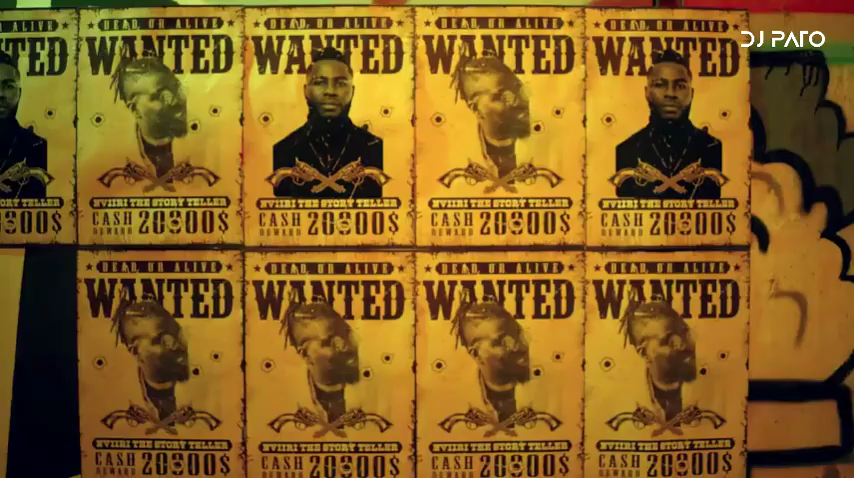 DJ PATO
OR ALIVE
STORY TELLER
DEAD, OR ALIVE
WANTED
NVIIRI THE STORY TELLER
CASH REWARD 20000$
DEAD, OR ALIVE
WANTED
NVIIRI THE STORY TELLER
CASH REWARD 20000$
DEAD, OR ALIVE
WANTED
NVIIRI THE STORY TELLER
CASH REWARD 20000$
DEAD, OR ALIVE
WANTED
NVIIRI THE STORY TELLER
CASH REWARD 20000$
DEAD, OR ALIVE
WANTED
NVIIRI THE STORY TELLER
CASH REWARD 20000$
DEAD, OR ALIVE
WANTED
NVIIRI THE STORY TELLER
CASH REWARD 20000$
DEAD, OR ALIVE
WANTED
NVIIRI THE STORY TELLER
CASH REWARD 20000$
DEAD, OR ALIVE
WANTED
NVIIRI THE STORY TELLER
CASH REWARD 20000$